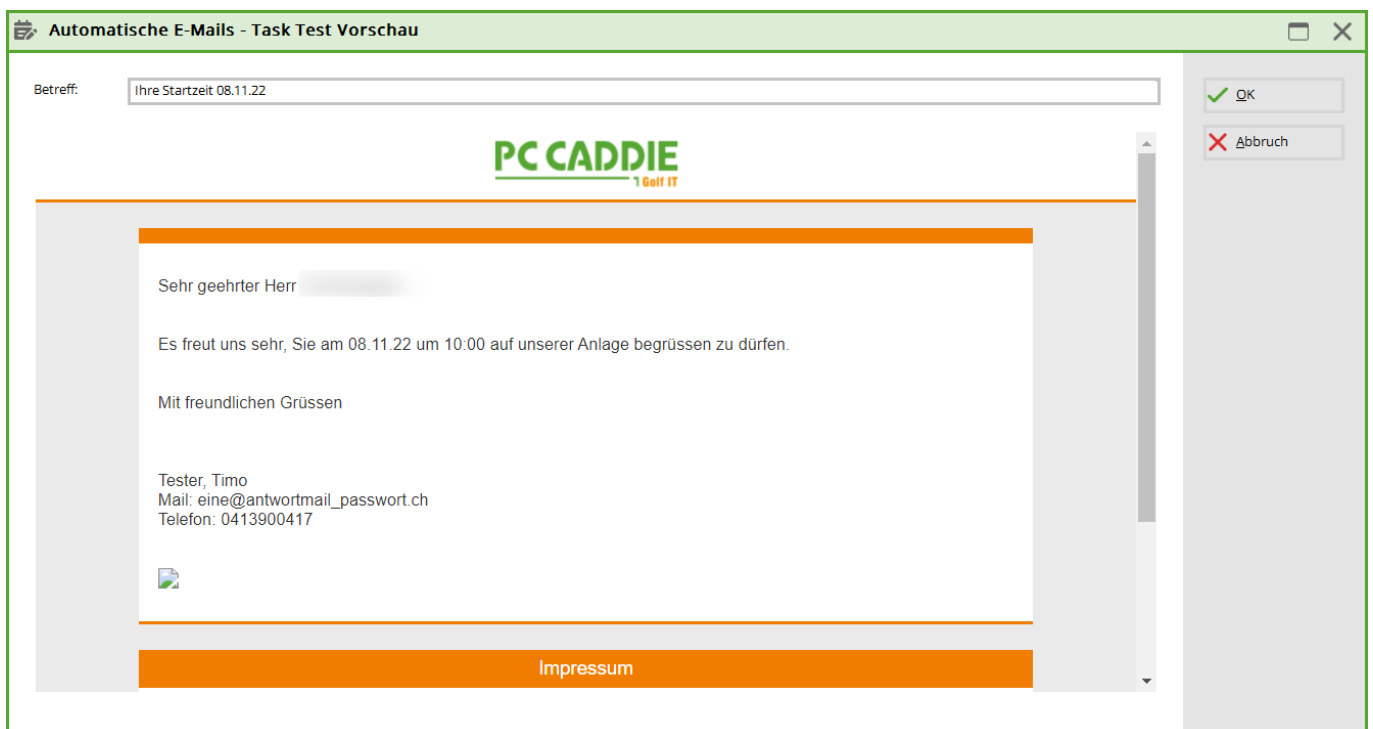 Automatische E-Mails - Task Test Vorschau
Betreff:
Ihre Startzeit 08.11.22
OK
Abbruch
PC CADDIE
Golf IT
Sehr geehrter Herr
Es freut uns sehr, Sie am 08.11.22 um 10:00 auf unserer Anlage begrüssen zu dürfen.
Mit freundlichen Grüssen
Tester, Timo
Mail: eine@antwortmail_passwort.ch
Telefon: 0413900417
Impressum